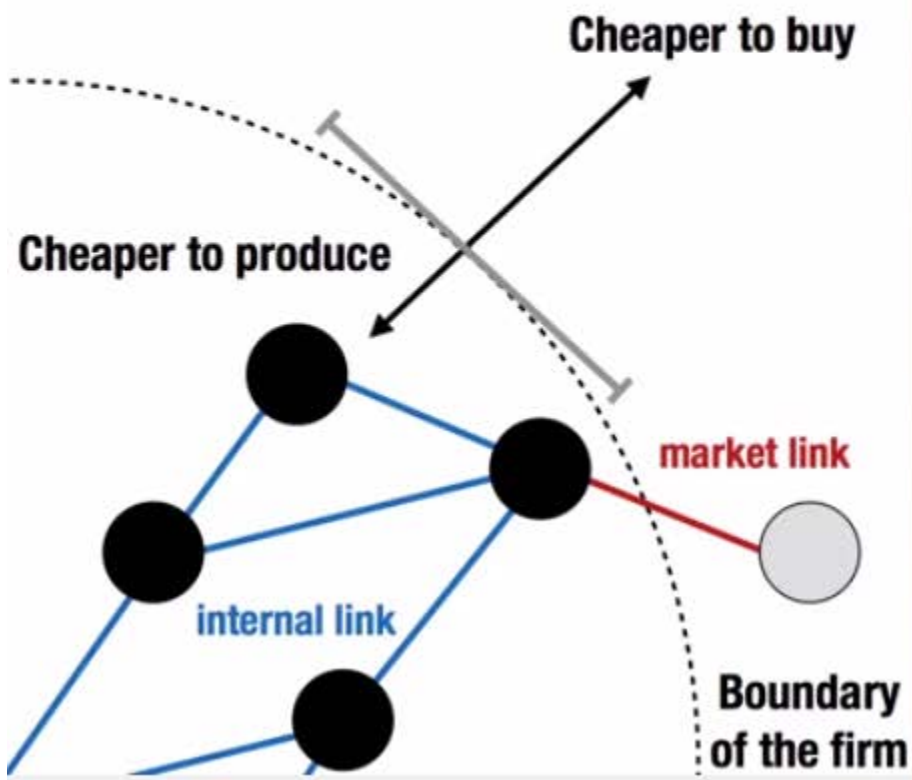 Cheaper to buy
Cheaper to produce
market link
internal link
Boundary
of the firm